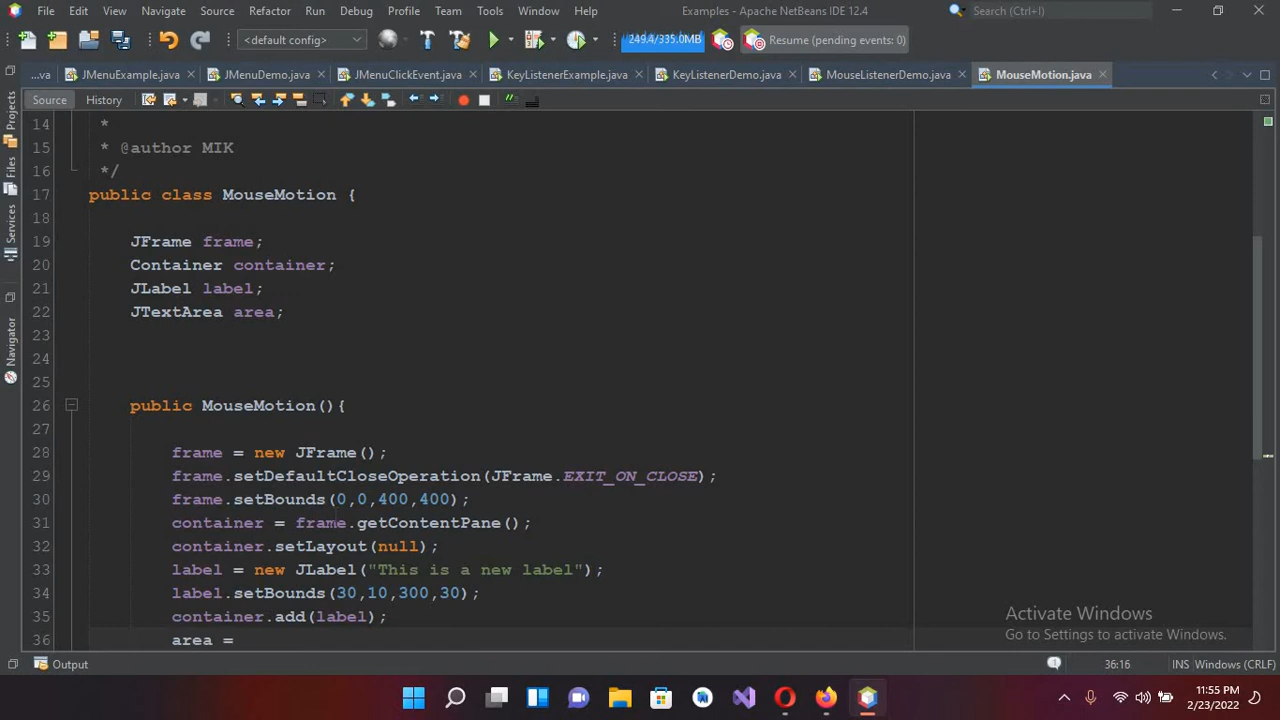 File Edit View Navigate Source Refactor Run Debug Profile Team Tools Window Help Examples - Apache NetBeans IDE 12.4 Search (Ctrl+I)
<default config> 249.4/335.0MB Resume (pending events: 0)
...va JMenuExample.java JMenuDemo.java JMenuClickEvent.java KeyListenerExample.java KeyListenerDemo.java MouseListenerDemo.java MouseMotion.java
Source History
Projects
Files
Services
Navigator
14 *
15 * @author MIK
16 */
17 public class MouseMotion {
18
19 JFrame frame;
20 Container container;
21 JLabel label;
22 JTextArea area;
23
24
25
26 public MouseMotion(){
27
28 frame = new JFrame();
29 frame.setDefaultCloseOperation(JFrame.EXIT_ON_CLOSE);
30 frame.setBounds(0,0,400,400);
31 container = frame.getContentPane();
32 container.setLayout(null);
33 label = new JLabel("This is a new label");
34 label.setBounds(30,10,300,30);
35 container.add(label);
36 area =
Activate Windows
Go to Settings to activate Windows.
Output 36:16 INS Windows (CRLF)
11:55 PM
2/23/2022